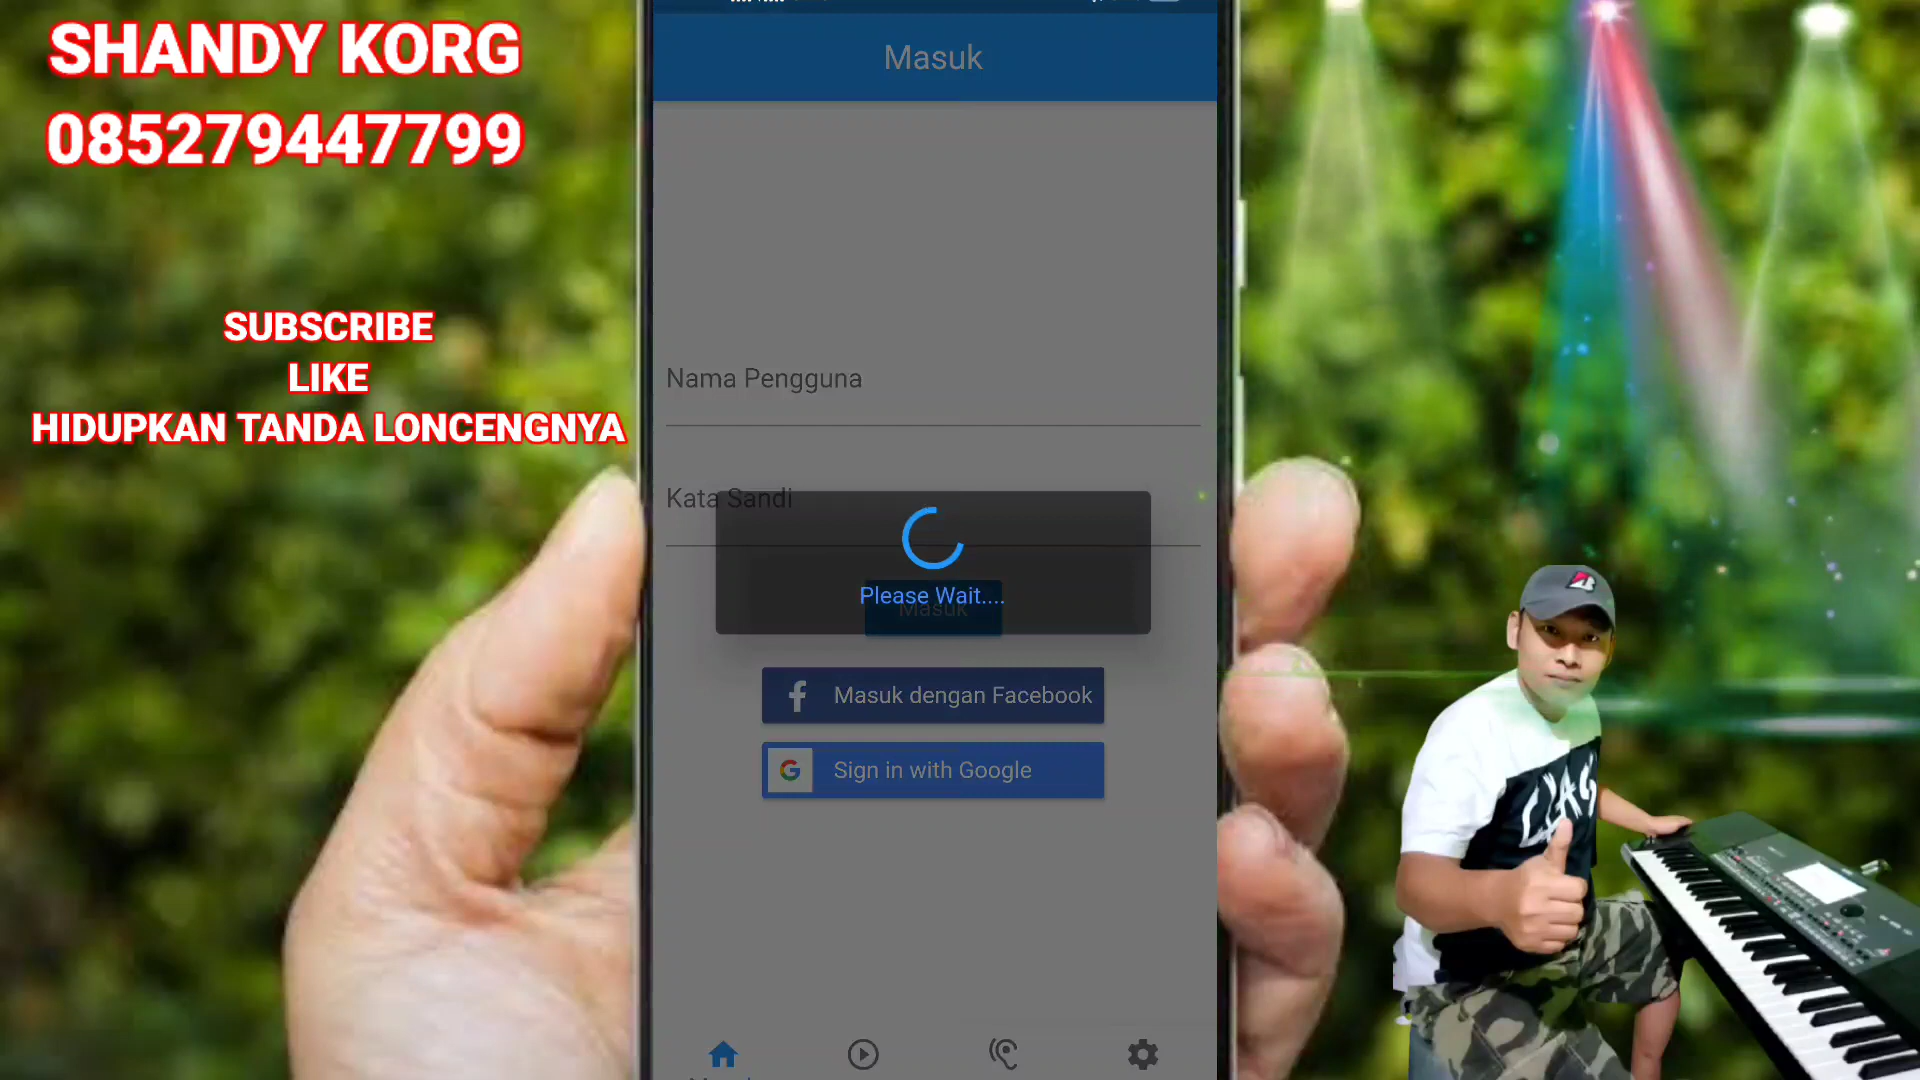 SHANDY KORG
085279447799
SUBSCRIBE
LIKE
HIDUPKAN TANDA LONCENGNYA
Masuk
Nama Pengguna
Kata Sandi
Please Wait....
Masuk
Masuk dengan Facebook
G Sign in with Google